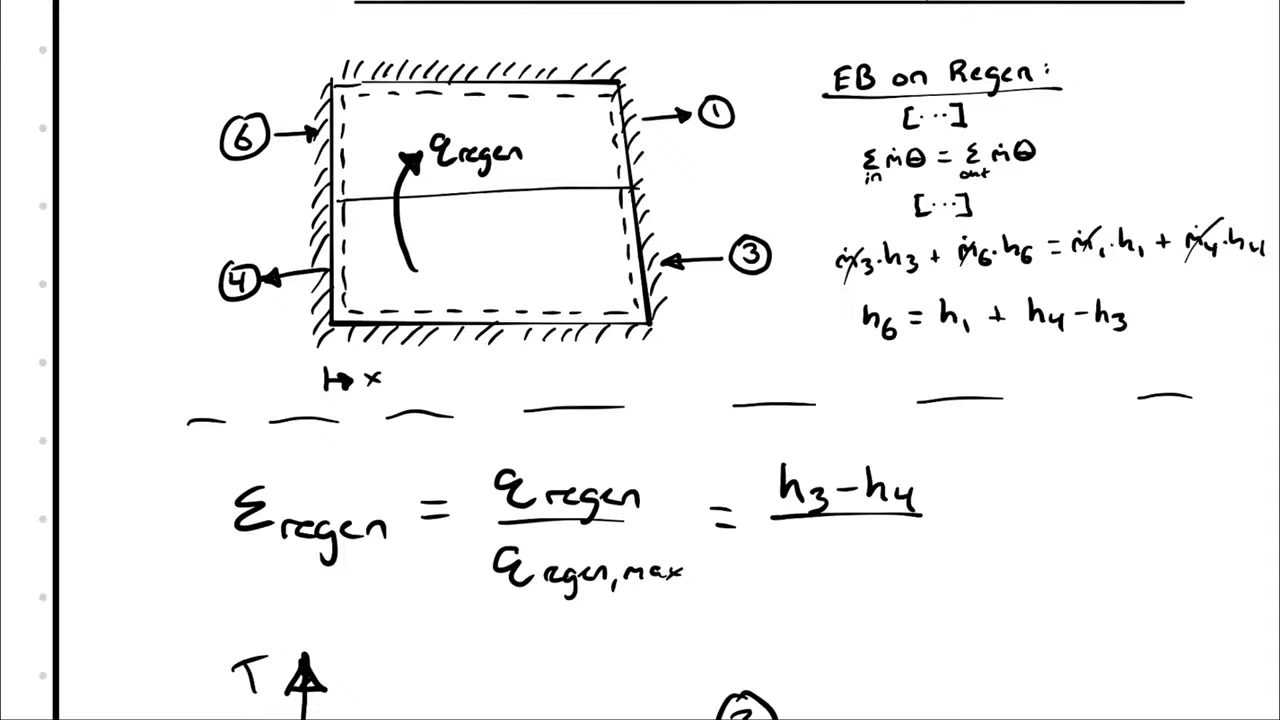 EB on Regen:
[...]
⑥
①
q regen
Σ ṁθ = Σ ṁθ
in out
[...]
④
③
ṁ₃·h₃ + ṁ₆·h₆ = ṁ₁·h₁ + ṁ₄·h₄
h₆ = h₁ + h₄ - h₃
x
ε regen = q regen / q regen, max = h₃ - h₄
T